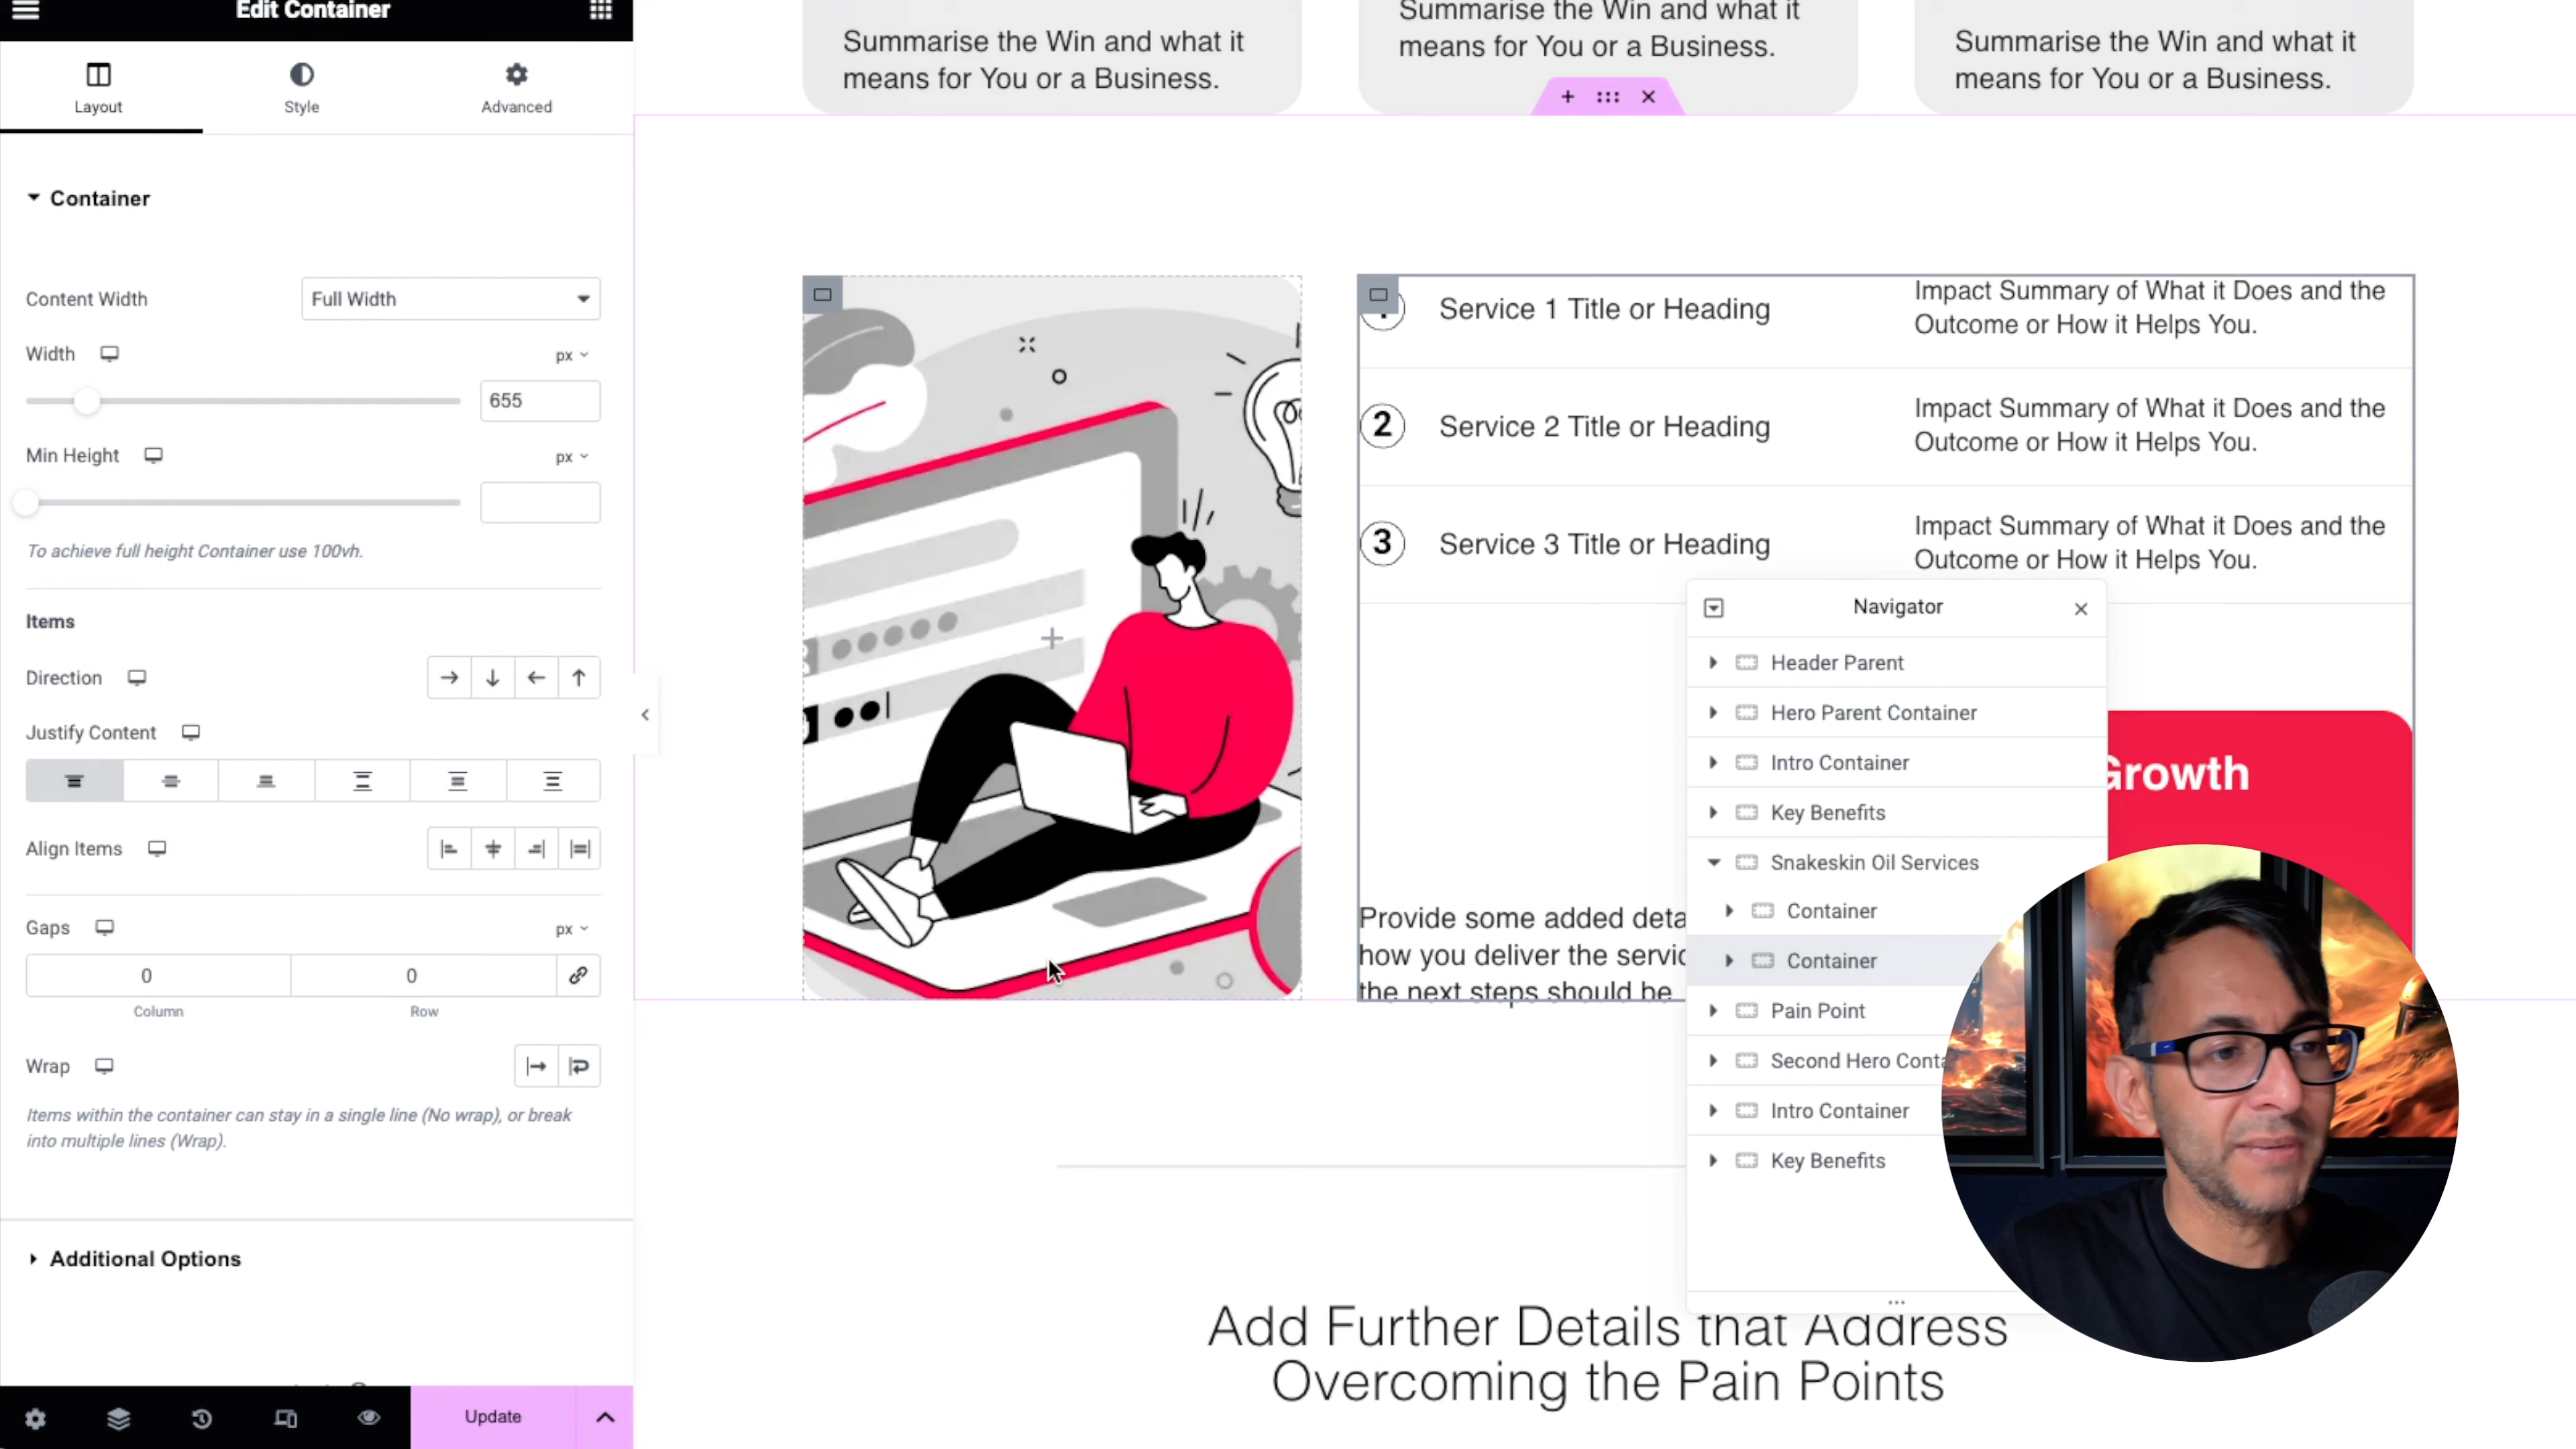 Edit Container
Layout
Style
Advanced
Container
Content Width
Full Width
Width
px
655
Min Height
px
To achieve full height Container use 100vh.
Items
Direction
Justify Content
Align Items
Gaps
px
0
0
Column
Row
Wrap
Items within the container can stay in a single line (No wrap), or break
into multiple lines (Wrap).
Additional Options
Update
Summarise the Win and what it
means for You or a Business.
Summarise the Win and what it
means for You or a Business.
Summarise the Win and what it
means for You or a Business.
Service 1 Title or Heading
Impact Summary of What it Does and the
Outcome or How it Helps You.
2
Service 2 Title or Heading
Impact Summary of What it Does and the
Outcome or How it Helps You.
3
Service 3 Title or Heading
Impact Summary of What it Does and the
Outcome or How it Helps You.
Growth
Provide some added deta
how you deliver the servic
the next steps should be
Navigator
Header Parent
Hero Parent Container
Intro Container
Key Benefits
Snakeskin Oil Services
Container
Container
Pain Point
Second Hero Conta
Intro Container
Key Benefits
Add Further Details that Address
Overcoming the Pain Points